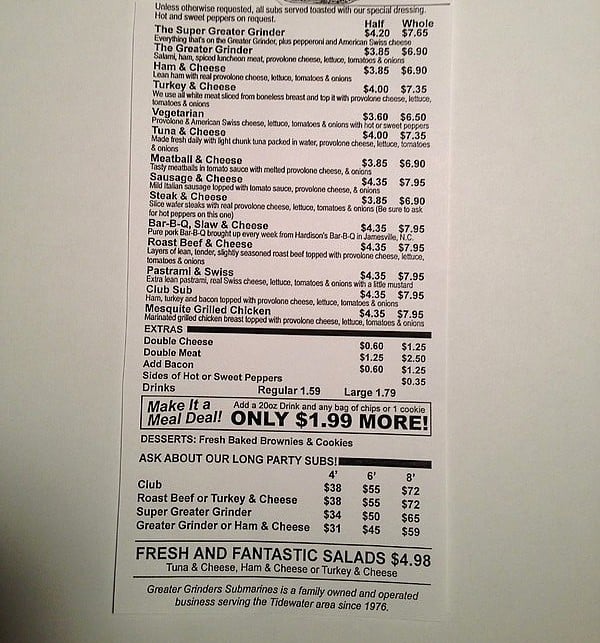 Unless otherwise requested, all subs served toasted with our special dressing.
Hot and sweet peppers on request.
Half Whole
The Super Greater Grinder $4.20 $7.65
Everything that's on the Greater Grinder, plus pepperoni and American Swiss cheese
The Greater Grinder $3.85 $6.90
Salami, ham, spiced luncheon meat, provolone cheese, lettuce, tomatoes & onions
Ham & Cheese $3.85 $6.90
Lean ham with real provolone cheese, lettuce, tomatoes & onions
Turkey & Cheese $4.00 $7.35
We use all white meat sliced from boneless breast and top it with provolone cheese, lettuce,
tomatoes & onions
Vegetarian $3.60 $6.50
Provolone & American Swiss cheese, lettuce, tomatoes & onions with hot or sweet peppers
Tuna & Cheese $4.00 $7.35
Made fresh daily with light chunk tuna packed in water, provolone cheese, lettuce, tomatoes
& onions
Meatball & Cheese $3.85 $6.90
Tasty meatballs in tomato sauce with melted provolone cheese, & onions
Sausage & Cheese $4.35 $7.95
Mild Italian sausage topped with tomato sauce, provolone cheese, & onions
Steak & Cheese $3.85 $6.90
Slice wafer steaks with real provolone cheese, lettuce, tomatoes & onions (Be sure to ask
for hot peppers on this one)
Bar-B-Q, Slaw & Cheese $4.35 $7.95
Pure pork Bar-B-Q brought up every week from Hardison's Bar-B-Q in Jamesville, N.C.
Roast Beef & Cheese $4.35 $7.95
Layers of lean, tender, slightly seasoned roast beef topped with provolone cheese, lettuce,
tomatoes & onions
Pastrami & Swiss $4.35 $7.95
Extra lean pastrami, real Swiss cheese, lettuce, tomatoes & onions with a little mustard
Club Sub $4.35 $7.95
Ham, turkey and bacon topped with provolone cheese, lettuce, tomatoes & onions
Mesquite Grilled Chicken $4.35 $7.95
Marinated grilled chicken breast topped with provolone cheese, lettuce, tomatoes & onions
EXTRAS
Double Cheese $0.60 $1.25
Double Meat $1.25 $2.50
Add Bacon $0.60 $1.25
Sides of Hot or Sweet Peppers $0.35
Drinks Regular 1.59 Large 1.79
Make It a Meal Deal! Add a 20oz Drink and any bag of chips or 1 cookie
ONLY $1.99 MORE!
DESSERTS: Fresh Baked Brownies & Cookies
ASK ABOUT OUR LONG PARTY SUBS!
4' 6' 8'
Club $38 $55 $72
Roast Beef or Turkey & Cheese $38 $55 $72
Super Greater Grinder $34 $50 $65
Greater Grinder or Ham & Cheese $31 $45 $59
FRESH AND FANTASTIC SALADS $4.98
Tuna & Cheese, Ham & Cheese or Turkey & Cheese
Greater Grinders Submarines is a family owned and operated
business serving the Tidewater area since 1976.